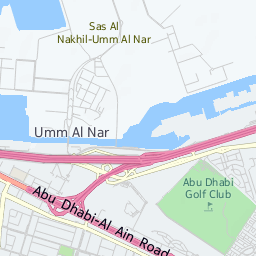 Sas Al
Nakhil-Umm Al Nar
Umm Al Nar
Abu Dhabi
Golf Club
Abu Dhabi-Al Ain Road